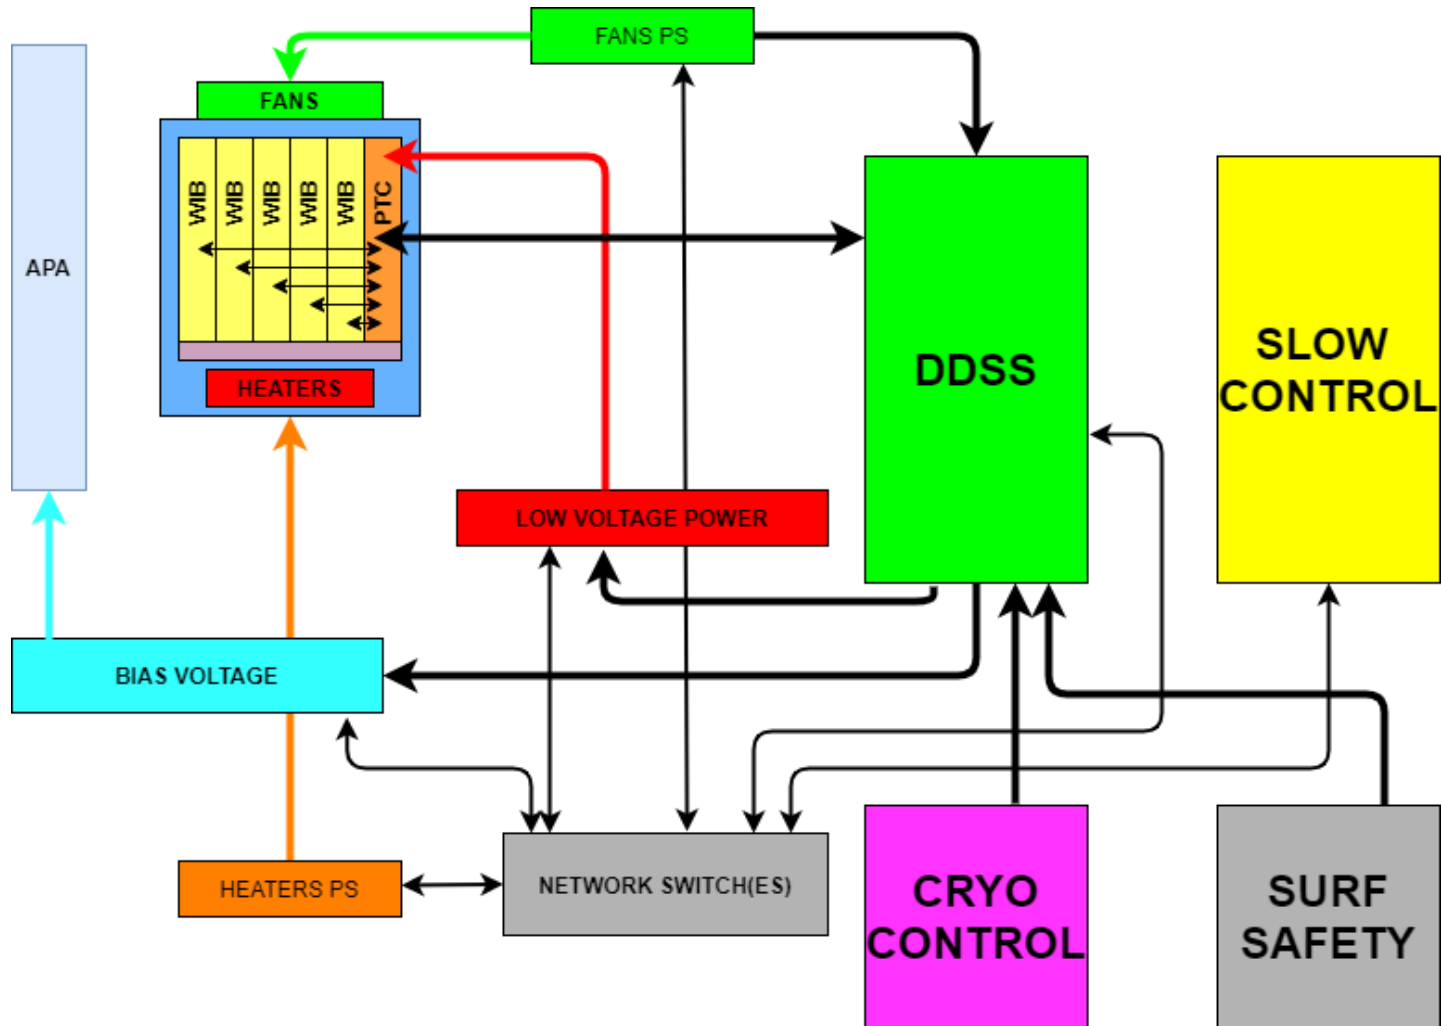 FANS PS
FANS
WIB
WIB
WIB
WIB
WIB
PTC
APA
HEATERS
DDSS
SLOW
CONTROL
LOW VOLTAGE POWER
BIAS VOLTAGE
HEATERS PS
NETWORK SWITCH(ES)
CRYO
CONTROL
SURF
SAFETY